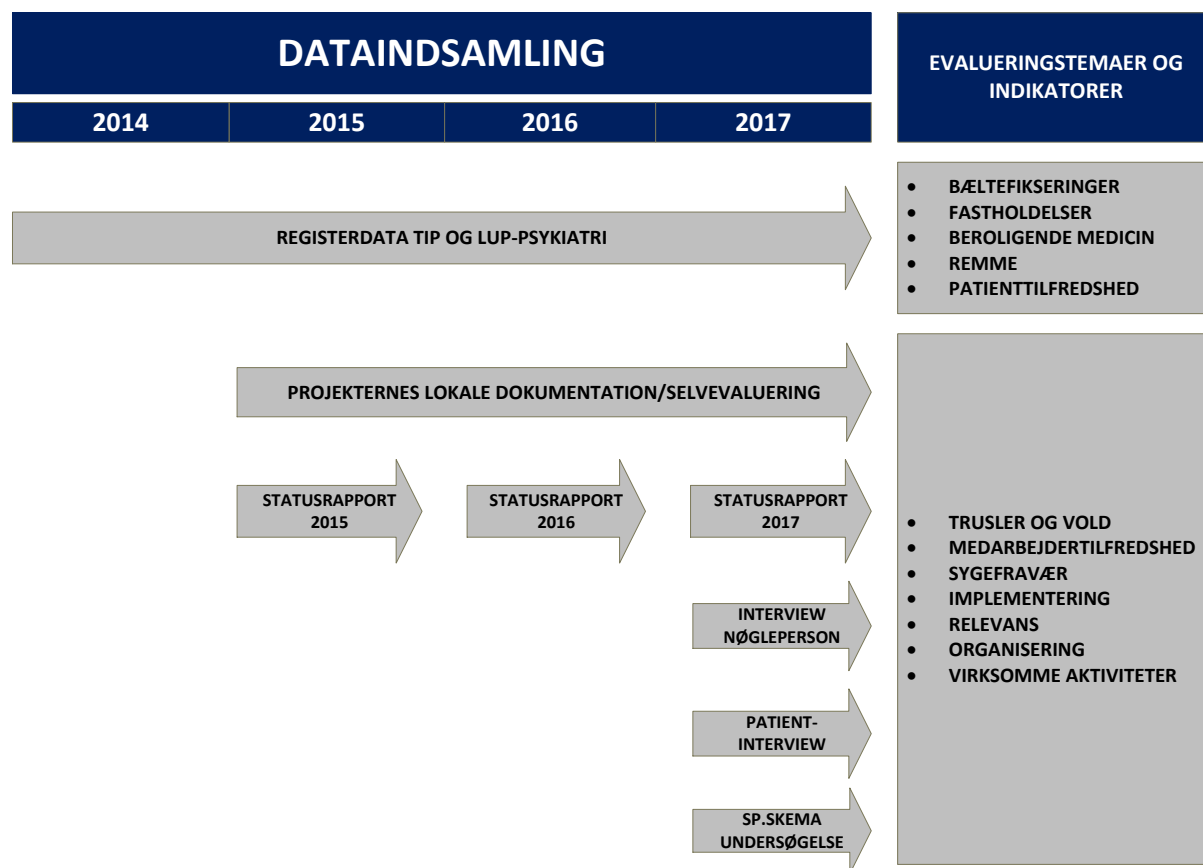 DATAINDSAMLING
EVALUERINGSTEMAER OG
INDIKATORER
2014 2015 2016 2017
REGISTERDATA TIP OG LUP-PSYKIATRI
• BÆLTEFIKSERINGER
• FASTHOLDELSER
• BEROLIGENDE MEDICIN
• REMME
• PATIENTTILFREDSHED
PROJEKTERNES LOKALE DOKUMENTATION/SELVEVALUERING
STATUSRAPPORT
2015
STATUSRAPPORT
2016
STATUSRAPPORT
2017
INTERVIEW
NØGLEPERSON
PATIENT-
INTERVIEW
SP.SKEMA
UNDERSØGELSE
• TRUSLER OG VOLD
• MEDARBEJDERTILFREDSHED
• SYGEFRAVÆR
• IMPLEMENTERING
• RELEVANS
• ORGANISERING
• VIRKSOMME AKTIVITETER